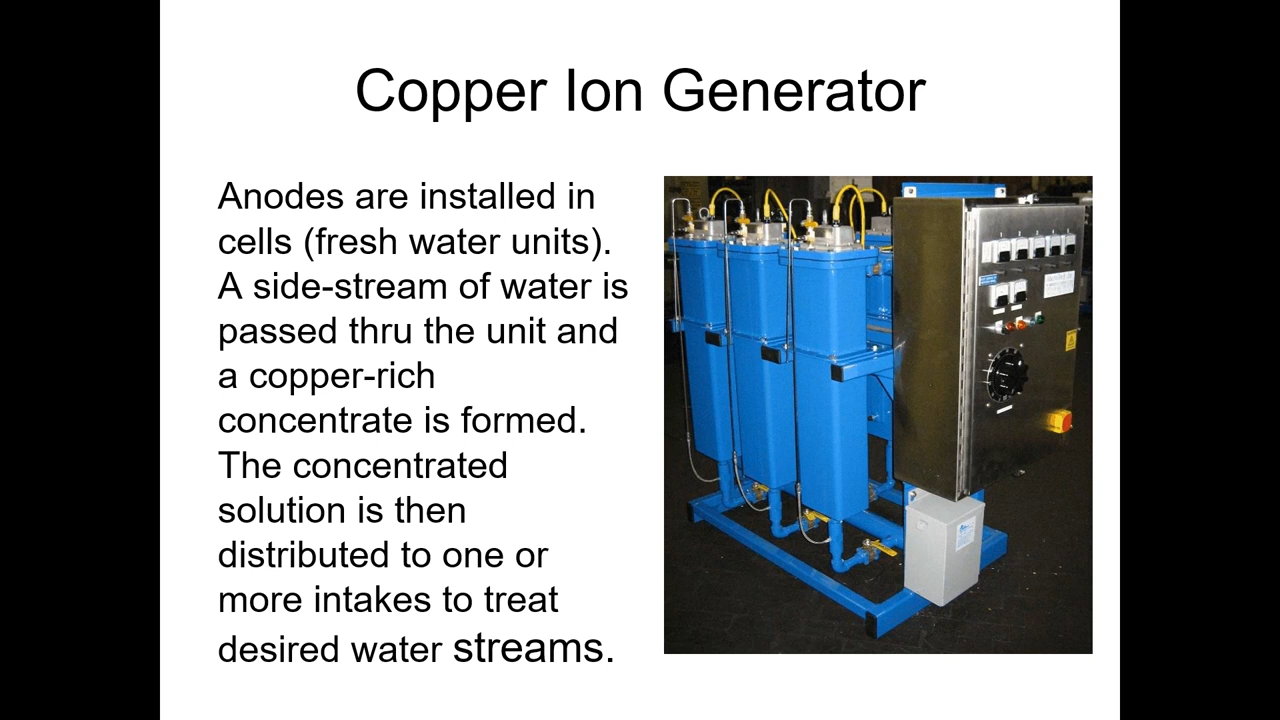 Copper Ion Generator
Anodes are installed in
cells (fresh water units).
A side-stream of water is
passed thru the unit and
a copper-rich
concentrate is formed.
The concentrated
solution is then
distributed to one or
more intakes to treat
desired water streams.